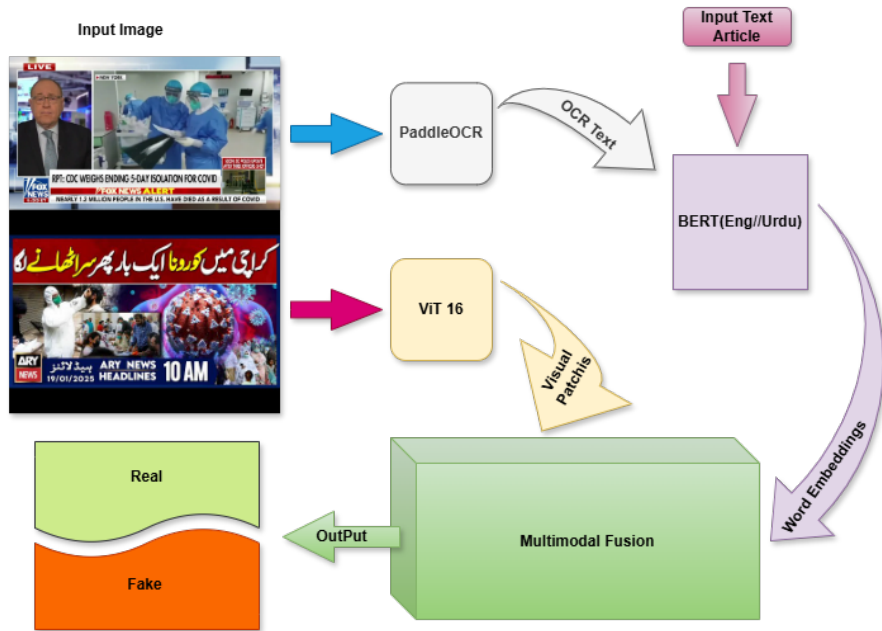 Input Image
Input Text
Article
LIVE
NEW YORK
RPT: CDC WEIGHS ENDING 5-DAY ISOLATION FOR COVID
FOX NEWS ALERT
FOX
NEWS
NEARLY 1.2 MILLION PEOPLE IN THE U.S. HAVE DIED AS A RESULT OF COVID
کراچی میں کورونا ایک بار پھر سر اٹھانے لگا
ARY
NEWS
ہیڈلائنز
19/01/2025
ARY NEWS
HEADLINES
10 AM
PaddleOCR
OCR Text
BERT(Eng//Urdu)
ViT 16
Visual
Patchis
Word Embeddings
Multimodal Fusion
OutPut
Real
Fake